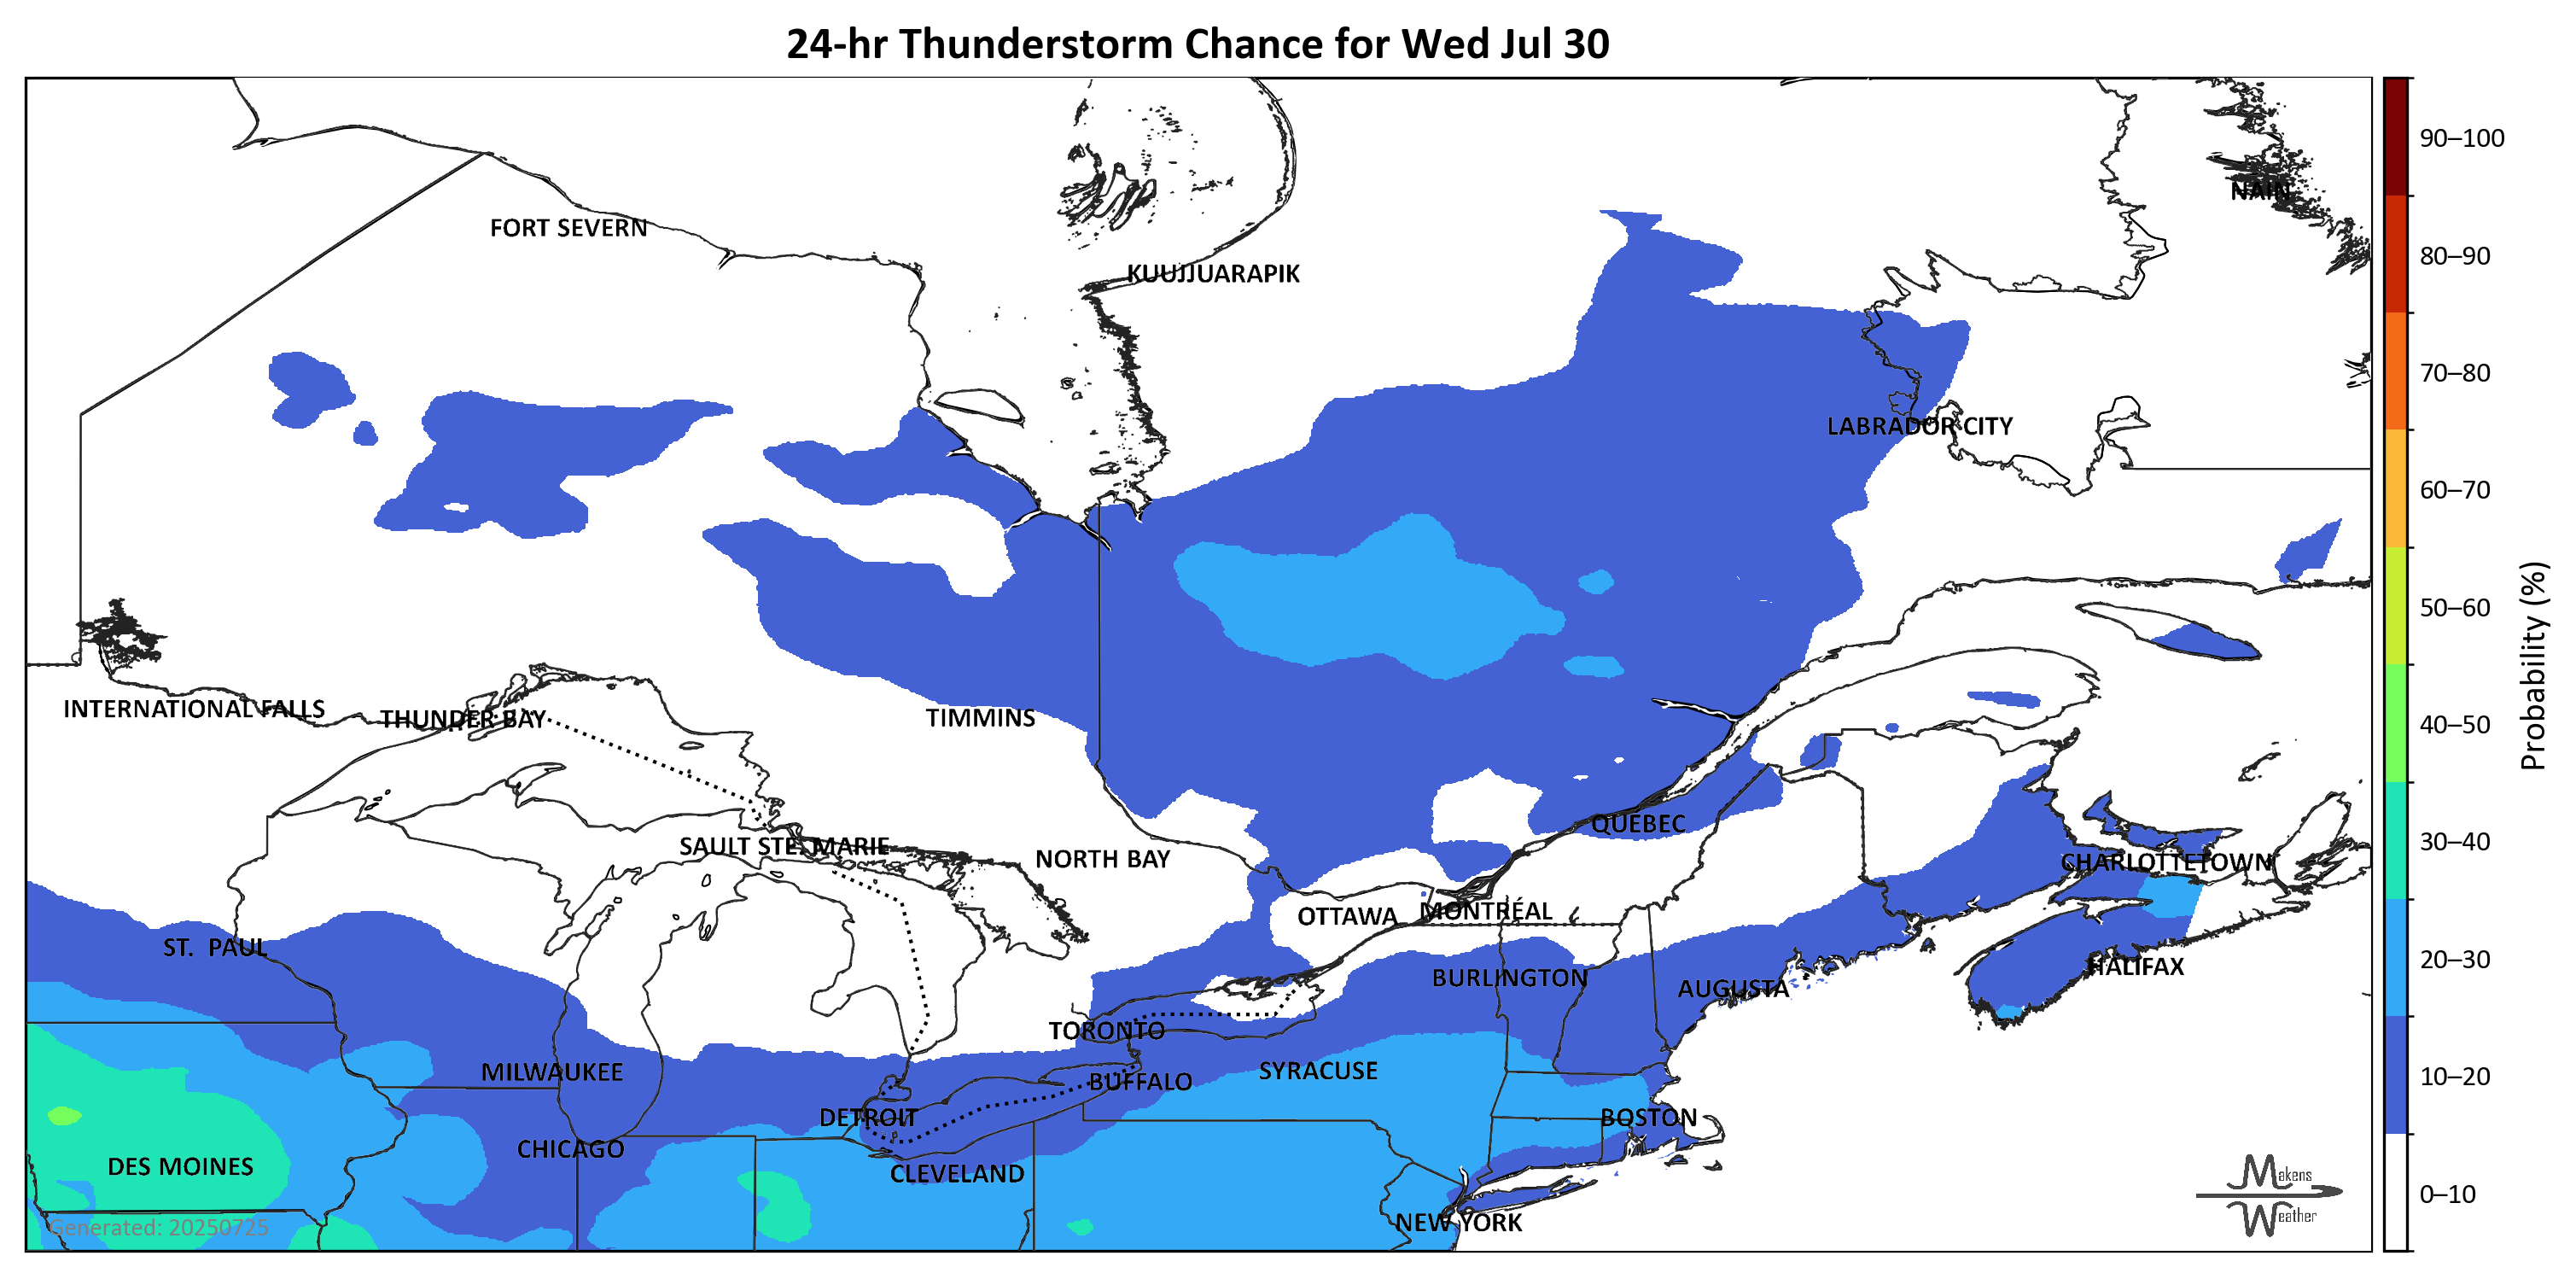 24-hr Thunderstorm Chance for Wed Jul 30
90–100
NAIN
FORT SEVERN
80–90
KUUJJUARAPIK
70–80
LABRADOR CITY
60–70
50–60
INTERNATIONAL FALLS
THUNDER BAY
TIMMINS
40–50
Probability (%)
QUEBEC
SAULT STE. MARIE
30–40
NORTH BAY
CHARLOTTETOWN
OTTAWA
MONTRÉAL
ST. PAUL
20–30
HALIFAX
BURLINGTON
AUGUSTA
TORONTO
SYRACUSE
MILWAUKEE
BUFFALO
10–20
DETROIT
BOSTON
CHICAGO
DES MOINES
CLEVELAND
Makens
Weather
0–10
NEW YORK
Generated: 20250725